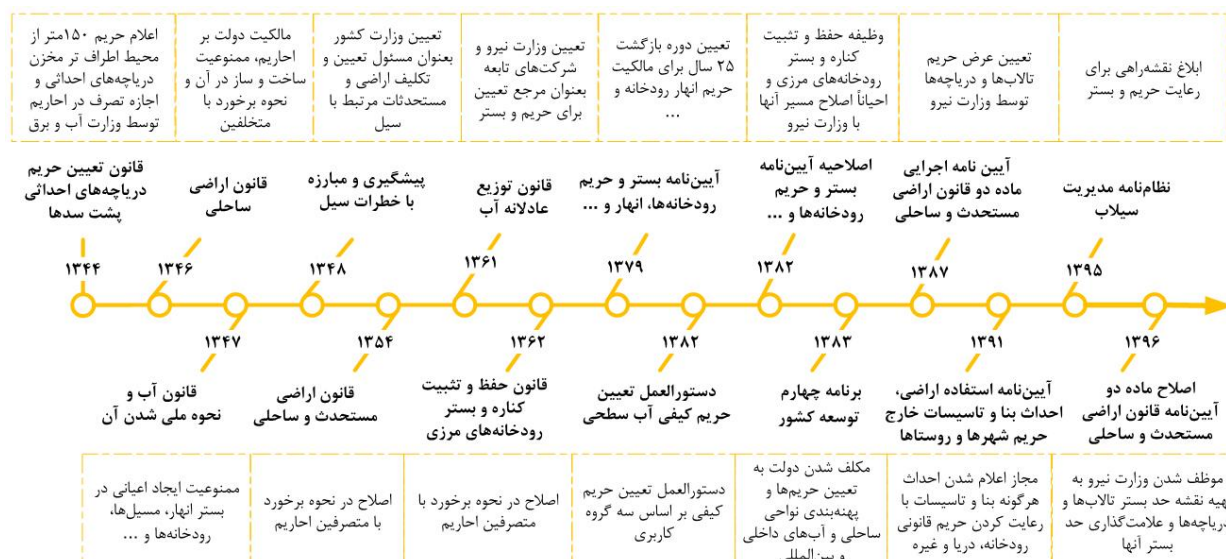 اعلام حریم ۱۵۰متر از
محیط اطراف تر مخزن
دریاچه‌های احداثی و
اجازه تصرف در احاریم
توسط وزارت آب و برق
مالکیت دولت بر
احاریم، ممنوعیت
ساخت و ساز در آن و
نحوه برخورد با
متخلفین
تعیین وزارت کشور
بعنوان مسئول تعیین و
تکلیف اراضی و
مستحدثات مرتبط با
سیل
تعیین وزارت نیرو و
شرکت‌های تابعه
بعنوان مرجع تعیین
برای حریم و بستر
تعیین دوره بازگشت
۲۵ سال برای مالکیت
حریم انهار رودخانه و
...
وظیفه حفظ و تثبیت
کناره و بستر
رودخانه‌های مرزی و
احیاناً اصلاح مسیر آنها
با وزارت نیرو
تعیین عرض حریم
تالاب‌ها و دریاچه‌ها
توسط وزارت نیرو
ابلاغ نقشه‌راهی برای
رعایت حریم و بستر
قانون تعیین حریم
دریاچه‌های احداثی
پشت سدها
قانون اراضی
ساحلی
پیشگیری و مبارزه
با خطرات سیل
قانون توزیع
عادلانه آب
آیین‌نامه بستر و حریم
رودخانه‌ها، انهار و ...
اصلاحیه آیین‌نامه
بستر و حریم
رودخانه‌ها و ...
آیین نامه اجرایی
ماده دو قانون اراضی
مستحدث و ساحلی
نظام‌نامه مدیریت
سیلاب
۱۳۴۴
۱۳۴۶
۱۳۴۸
۱۳۶۱
۱۳۷۹
۱۳۸۲
۱۳۸۷
۱۳۹۵
۱۳۴۷
۱۳۵۴
۱۳۶۲
۱۳۸۲
۱۳۸۳
۱۳۹۱
۱۳۹۶
قانون آب و
نحوه ملی شدن آن
قانون اراضی
مستحدث و ساحلی
قانون حفظ و تثبیت
کناره و بستر
رودخانه‌های مرزی
دستورالعمل تعیین
حریم کیفی آب سطحی
برنامه چهارم
توسعه کشور
آیین‌نامه استفاده اراضی،
احداث بنا و تاسیسات خارج
حریم شهرها و روستاها
اصلاح ماده دو
آیین‌نامه قانون اراضی
مستحدث و ساحلی
ممنوعیت ایجاد اعیانی در
بستر انهار، مسیل‌ها،
رودخانه‌ها و ...
اصلاح در نحوه برخورد
با متصرفین احاریم
اصلاح در نحوه برخورد با
متصرفین احاریم
دستورالعمل تعیین حریم
کیفی بر اساس سه گروه
کاربری
مکلف شدن دولت به
تعیین حریم‌ها و
پهنه‌بندی نواحی
ساحلی و آب‌های داخلی
و بین‌المللی
مجاز اعلام شدن احداث
هرگونه بنا و تاسیسات با
رعایت کردن حریم قانونی
رودخانه، دریا و غیره
موظف شدن وزارت نیرو به
تهیه نقشه حد بستر تالاب‌ها و
دریاچه‌ها و علامت‌گذاری حد
بستر آنها